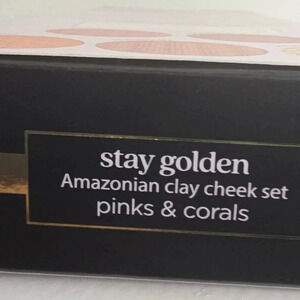 stay golden
Amazonian clay cheek set
pinks & corals